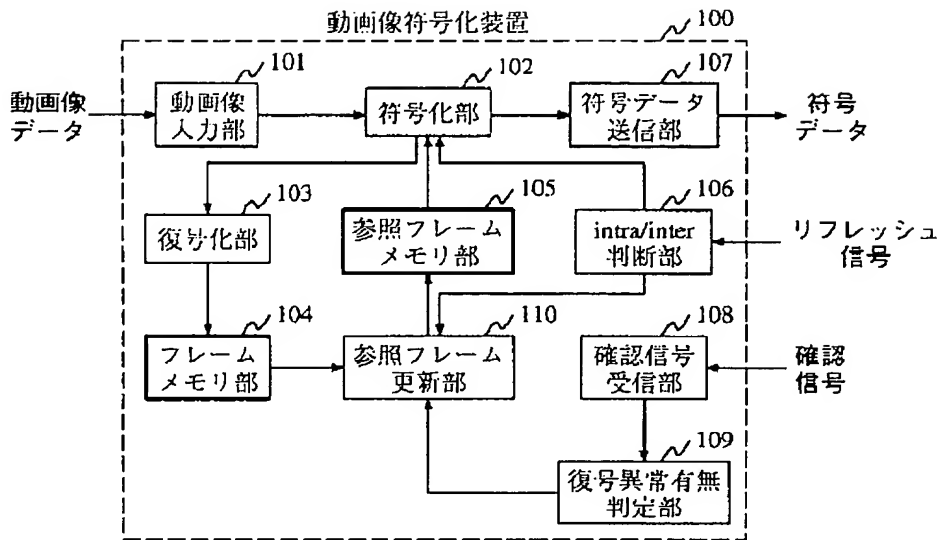 動画像符号化装置
100
101
102
107
動画像
データ
動画像
入力部
符号化部
符号データ
送信部
符号
データ
103
105
106
復号化部
参照フレーム
メモリ部
intra/inter
判断部
リフレッシュ
信号
104
110
108
フレーム
メモリ部
参照フレーム
更新部
確認信号
受信部
確認
信号
109
復号異常有無
判定部